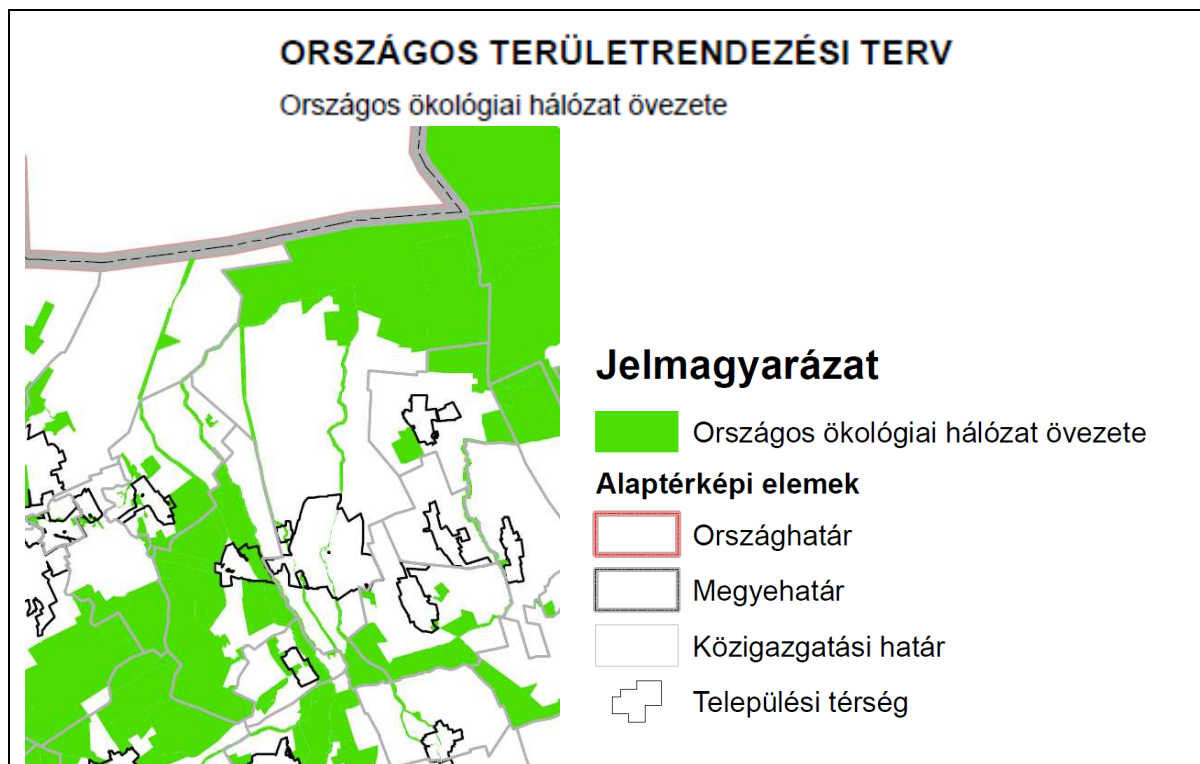 ORSZÁGOS TERÜLETRENDEZÉSI TERV
Országos ökológiai hálózat övezete
Jelmagyarázat
Országos ökológiai hálózat övezete
Alaptérképi elemek
Országhatár
Megyehatár
Közigazgatási határ
Települési térség